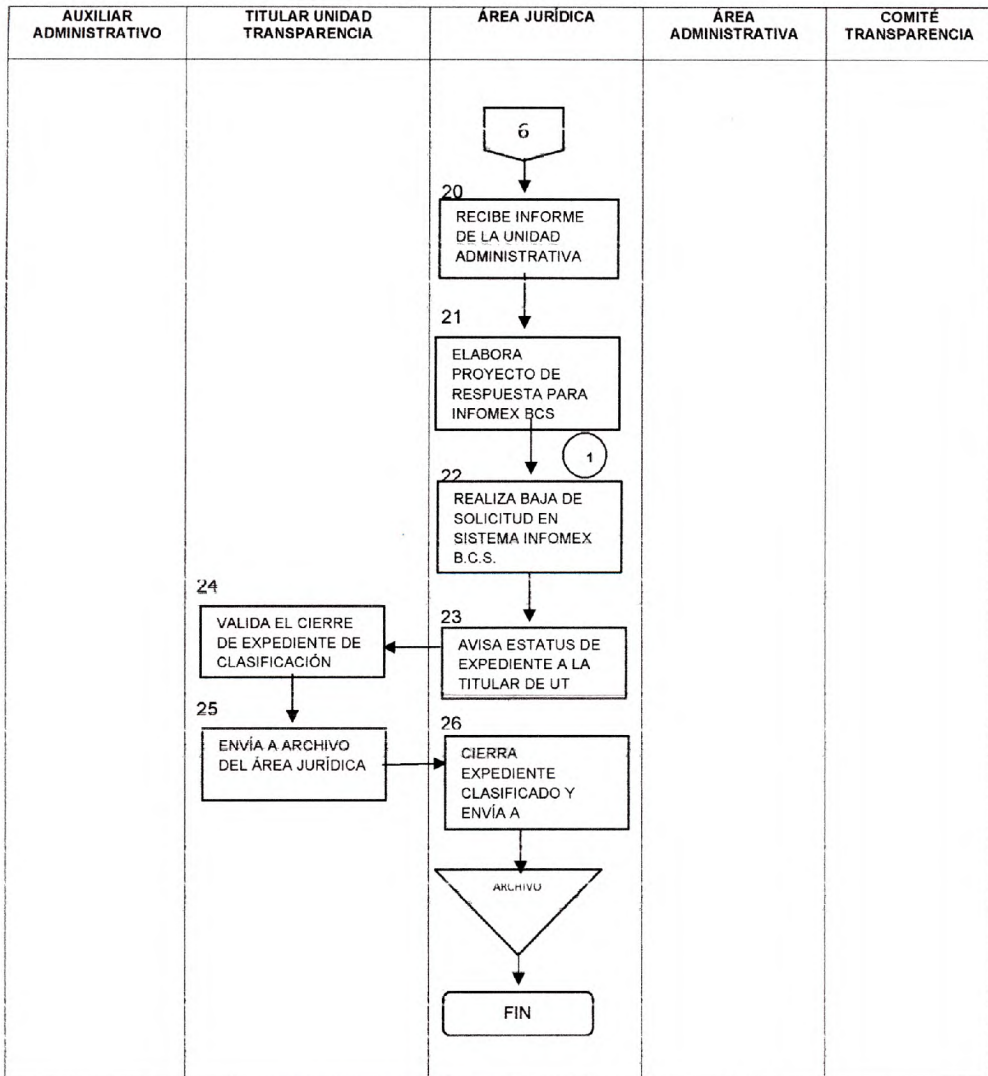 AUXILIAR
ADMINISTRATIVO
TITULAR UNIDAD
TRANSPARENCIA
ÁREA JURÍDICA
ÁREA
ADMINISTRATIVA
COMITÉ
TRANSPARENCIA
6
20
RECIBE INFORME
DE LA UNIDAD
ADMINISTRATIVA
21
ELABORA
PROYECTO DE
RESPUESTA PARA
INFOMEX BCS
1
22
REALIZA BAJA DE
SOLICITUD EN
SISTEMA INFOMEX
B.C.S.
23
AVISA ESTATUS DE
EXPEDIENTE A LA
TITULAR DE UT
24
VALIDA EL CIERRE
DE EXPEDIENTE DE
CLASIFICACIÓN
25
ENVÍA A ARCHIVO
DEL ÁREA JURÍDICA
26
CIERRA
EXPEDIENTE
CLASIFICADO Y
ENVÍA A
ARCHIVO
FIN